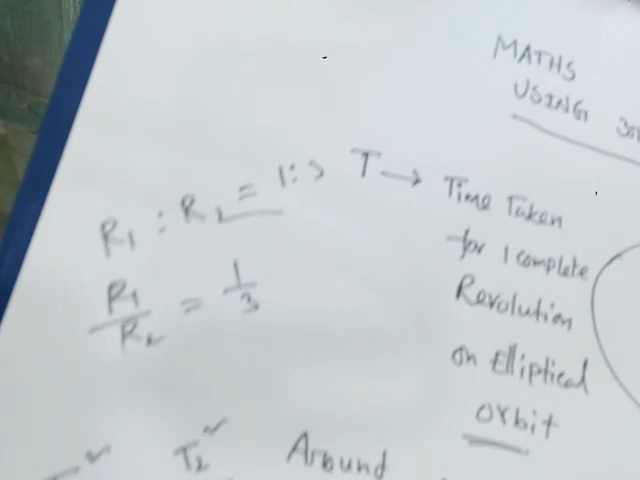 MATHS
USING
R₁ : R₂ = 1:3
T → Time Taken
for 1 complete
Revolution
on Elliptical
orbit
R₁/R₂ = 1/3
T₂ Around